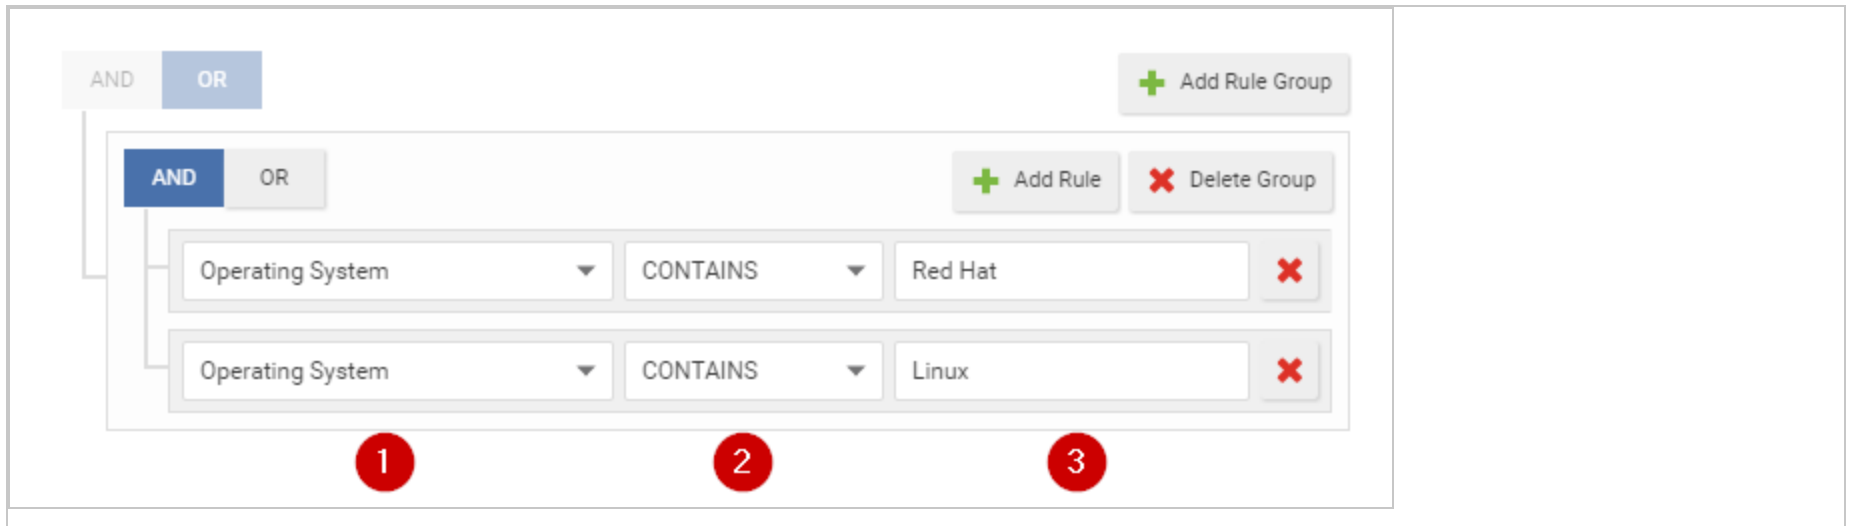 AND OR Add Rule Group
AND OR Add Rule Delete Group
Operating System CONTAINS Red Hat
Operating System CONTAINS Linux
1 2 3